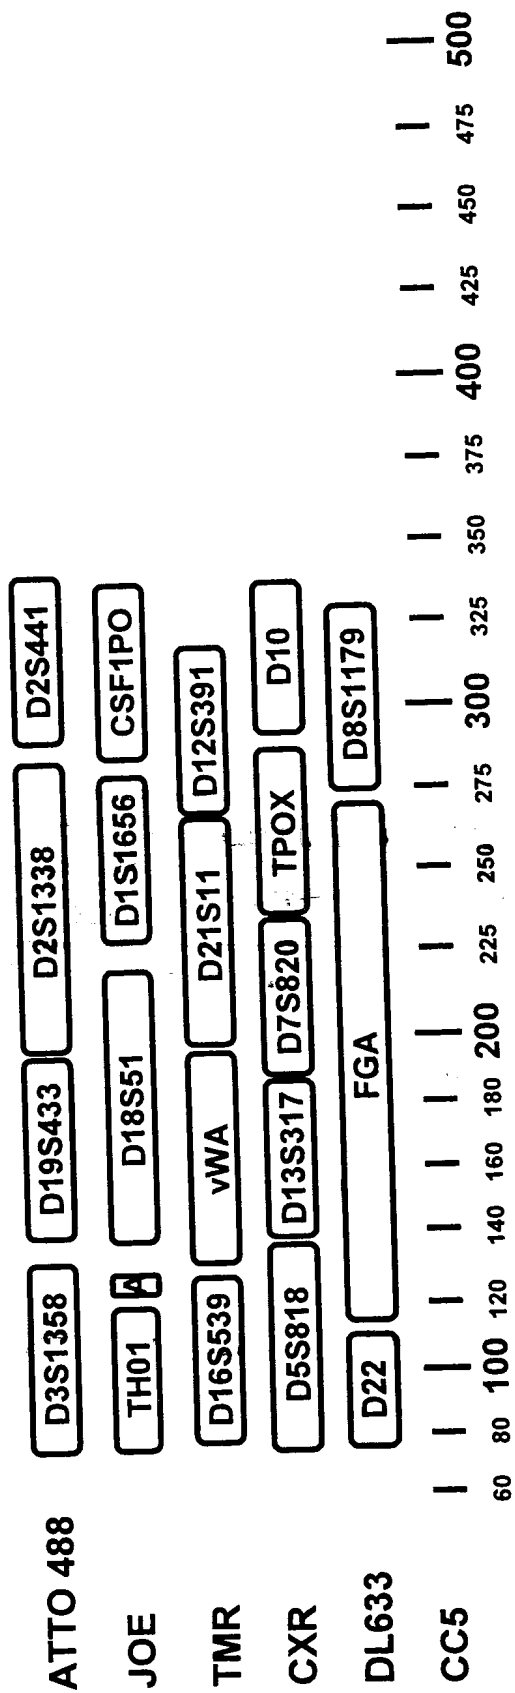 ATTO 488 D3S1358 D19S433 D2S1338 D2S441
JOE TH01 A D18S51 D1S1656 CSF1PO
TMR D16S539 vWA D21S11 D12S391
CXR D5S818 D13S317 D7S820 TPOX D10
DL633 D22 FGA D8S1179
CC5
60 80 100 120 140 160 180 200 225 250 275 300 325 350 375 400 425 450 475 500